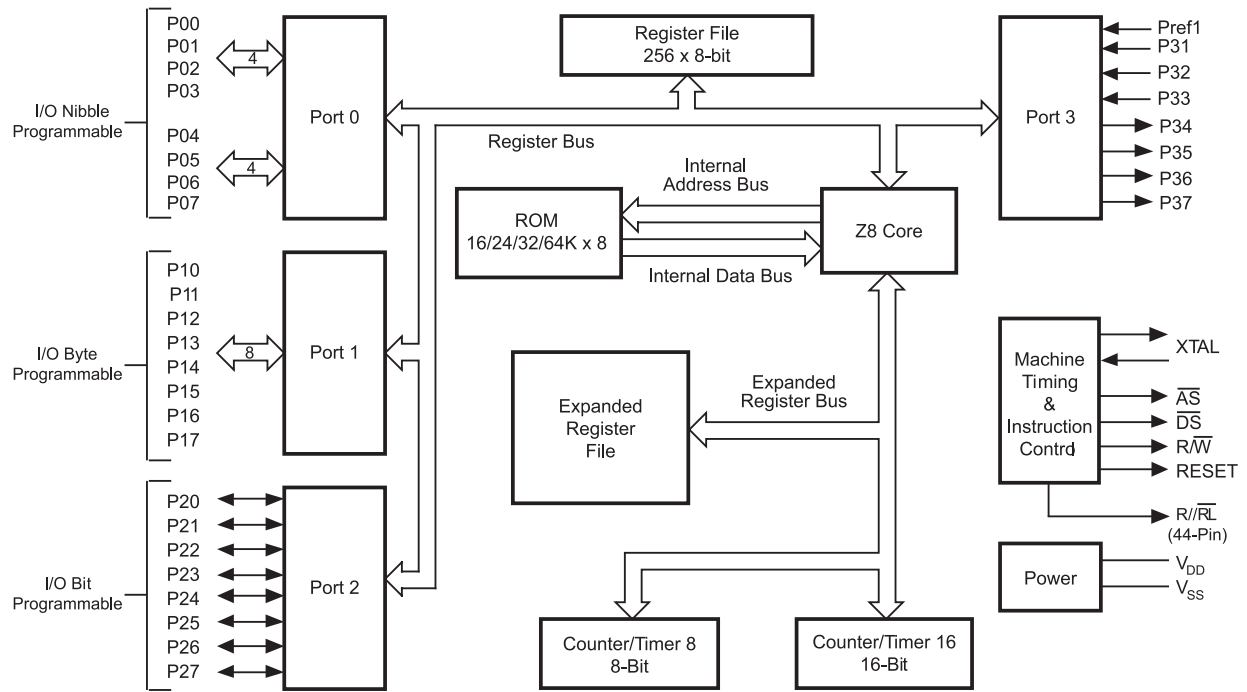 P00
P01
4
P02
P03
I/O Nibble
Programmable
P04
P05
4
P06
P07
Port 0
Register File
256 x 8-bit
Register Bus
Port 3
Pref1
P31
P32
P33
P34
P35
P36
P37
Internal
Address Bus
ROM
16/24/32/64K x 8
Z8 Core
Internal Data Bus
I/O Byte
Programmable
P10
P11
P12
P13
8
P14
P15
P16
P17
Port 1
Expanded
Register
File
Expanded
Register Bus
Machine
Timing
&
Instruction
Control
XTAL
A̅S̅
D̅S̅
R/W̅
RESET
R//R̅L̅
(44-Pin)
I/O Bit
Programmable
P20
P21
P22
P23
P24
P25
P26
P27
Port 2
Counter/Timer 8
8-Bit
Counter/Timer 16
16-Bit
Power
VDD
VSS